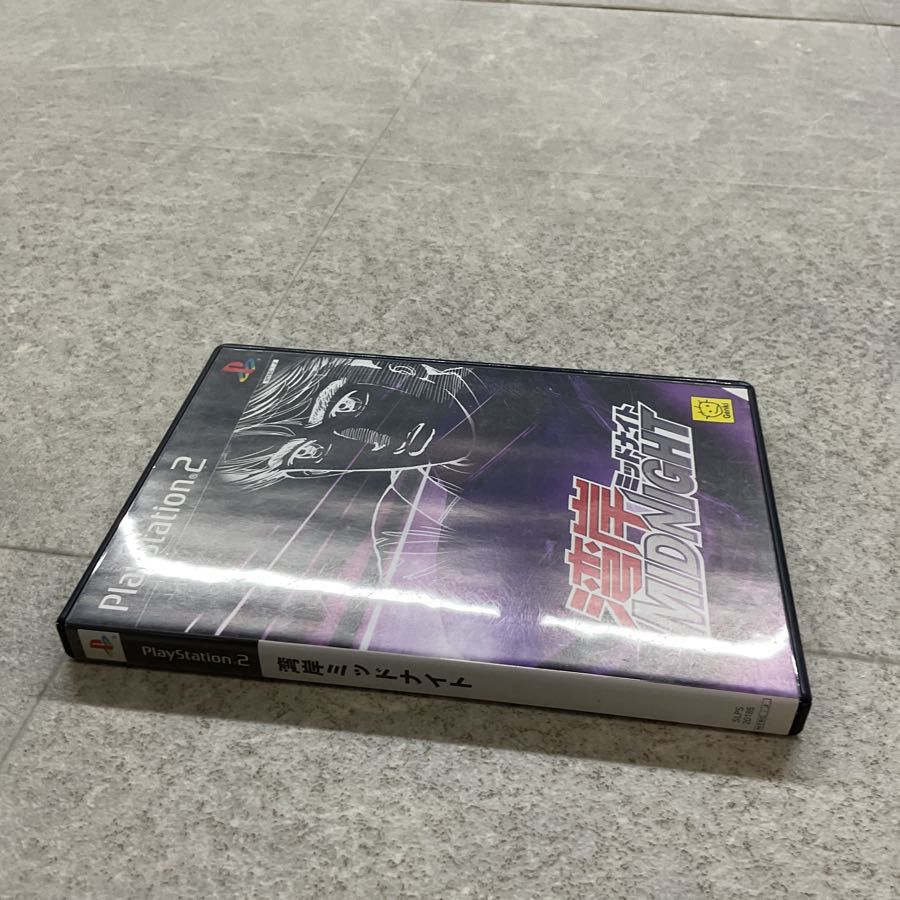 PlayStation.2
湾岸
ミッドナイト
MIDNIGHT
Genki
PlayStation.2
湾岸ミッドナイト
SLPS
20185